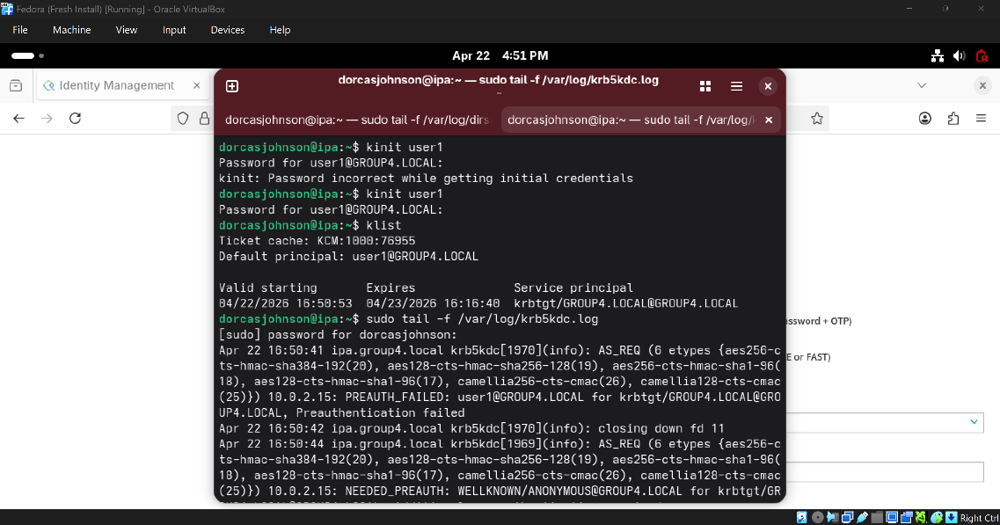 Fedora (Fresh Install) [Running] - Oracle VirtualBox
File Machine View Input Devices Help
Apr 22 4:51 PM
Identity Management
dorcasjohnson@ipa:~ — sudo tail -f /var/log/krb5kdc.log
~
dorcasjohnson@ipa:~ — sudo tail -f /var/log/dirs
dorcasjohnson@ipa:~ — sudo tail -f /var/log/
dorcasjohnson@ipa:~$ kinit user1
Password for user1@GROUP4.LOCAL:
kinit: Password incorrect while getting initial credentials
dorcasjohnson@ipa:~$ kinit user1
Password for user1@GROUP4.LOCAL:
dorcasjohnson@ipa:~$ klist
Ticket cache: KCM:1000:76955
Default principal: user1@GROUP4.LOCAL
Valid starting Expires Service principal
04/22/2026 16:50:53 04/23/2026 16:16:40 krbtgt/GROUP4.LOCAL@GROUP4.LOCAL
dorcasjohnson@ipa:~$ sudo tail -f /var/log/krb5kdc.log
[sudo] password for dorcasjohnson:
Apr 22 16:50:41 ipa.group4.local krb5kdc[1970](info): AS_REQ (6 etypes {aes256-c
ts-hmac-sha384-192(20), aes128-cts-hmac-sha256-128(19), aes256-cts-hmac-sha1-96(
18), aes128-cts-hmac-sha1-96(17), camellia256-cts-cmac(26), camellia128-cts-cmac
(25)}) 10.0.2.15: PREAUTH_FAILED: user1@GROUP4.LOCAL for krbtgt/GROUP4.LOCAL@GRO
UP4.LOCAL, Preauthentication failed
Apr 22 16:50:42 ipa.group4.local krb5kdc[1970](info): closing down fd 11
Apr 22 16:50:44 ipa.group4.local krb5kdc[1969](info): AS_REQ (6 etypes {aes256-c
ts-hmac-sha384-192(20), aes128-cts-hmac-sha256-128(19), aes256-cts-hmac-sha1-96(
18), aes128-cts-hmac-sha1-96(17), camellia256-cts-cmac(26), camellia128-cts-cmac
(25)}) 10.0.2.15: NEEDED_PREAUTH: WELLKNOWN/ANONYMOUS@GROUP4.LOCAL for krbtgt/GR
ssword + OTP)
E or FAST)
Right Ctrl